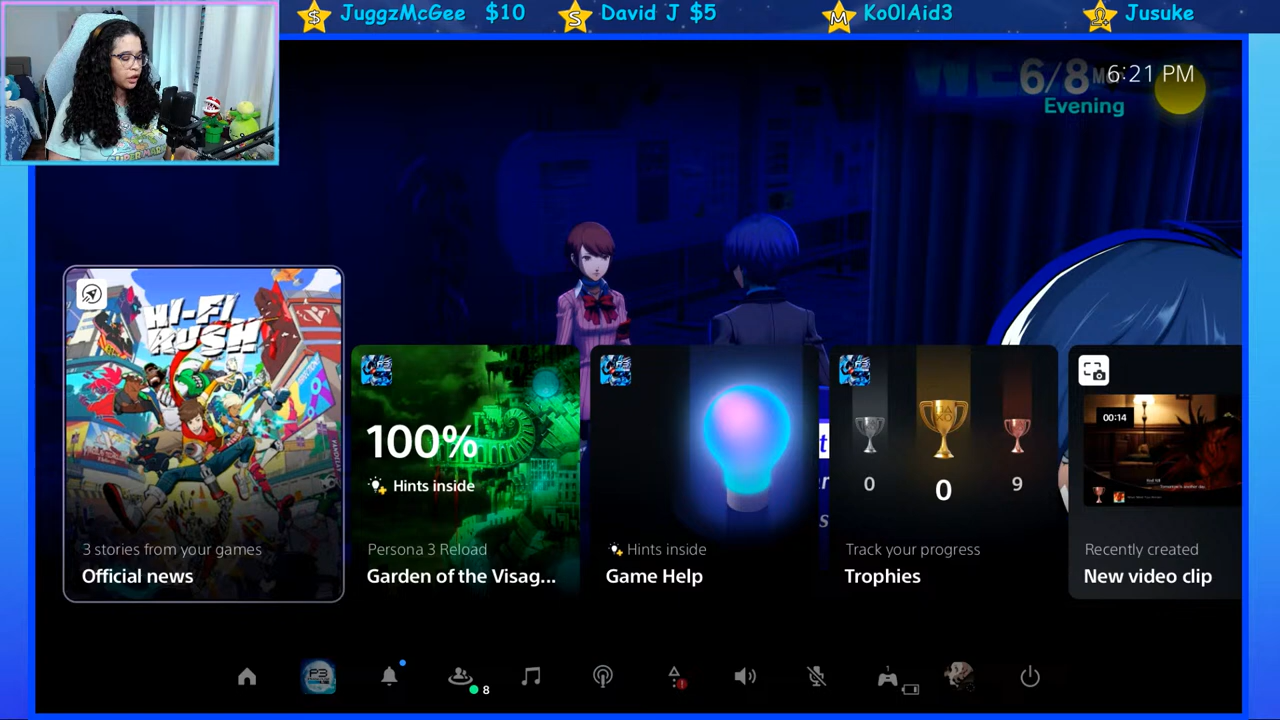 JuggzMcGee $10
David J $5
Ko0lAid3
Jusuke
6/8
6:21 PM
Evening
HI-FI
RUSH
3 stories from your games
Official news
100%
Hints inside
Persona 3 Reload
Garden of the Visag...
Hints inside
Game Help
0
0
9
Track your progress
Trophies
00:14
Recently created
New video clip
8